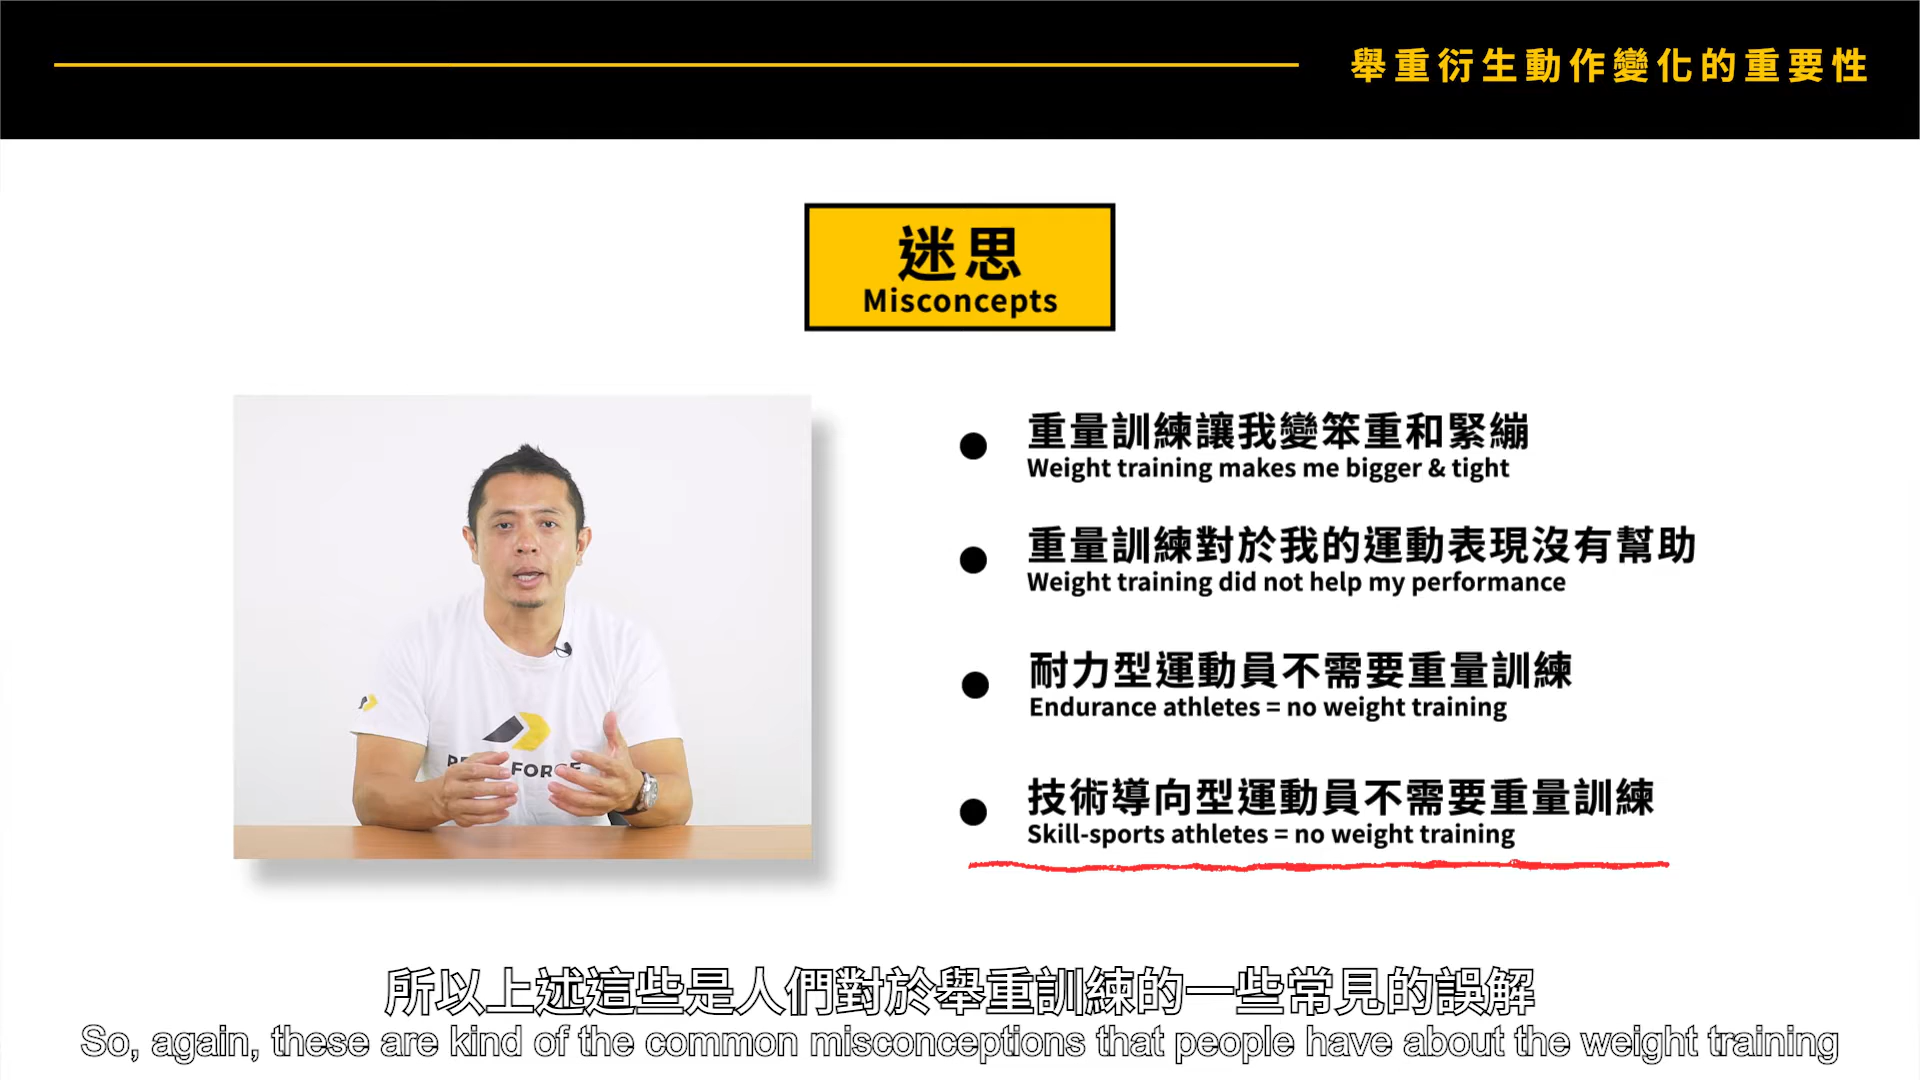 舉重衍生動作變化的重要性
迷思
Misconcepts
重量訓練讓我變笨重和緊繃
Weight training makes me bigger & tight
重量訓練對於我的運動表現沒有幫助
Weight training did not help my performance
耐力型運動員不需要重量訓練
Endurance athletes = no weight training
技術導向型運動員不需要重量訓練
Skill-sports athletes = no weight training
所以上述這些是人們對於舉重訓練的一些常見的誤解
So, again, these are kind of the common misconceptions that people have about the weight training